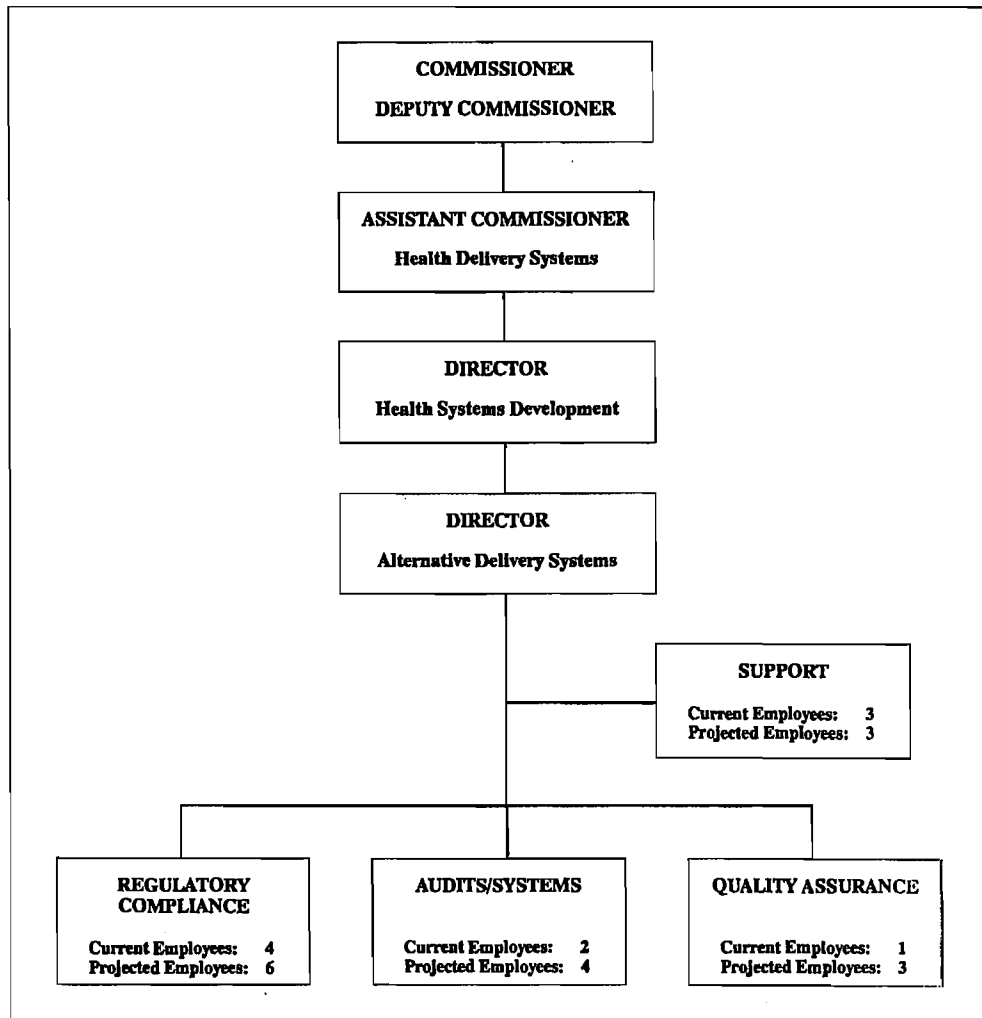 COMMISSIONER
DEPUTY COMMISSIONER
ASSISTANT COMMISSIONER
Health Delivery Systems
DIRECTOR
Health Systems Development
DIRECTOR
Alternative Delivery Systems
SUPPORT
Current Employees: 3
Projected Employees: 3
REGULATORY
COMPLIANCE
Current Employees: 4
Projected Employees: 6
AUDITS/SYSTEMS
Current Employees: 2
Projected Employees: 4
QUALITY ASSURANCE
Current Employees: 1
Projected Employees: 3